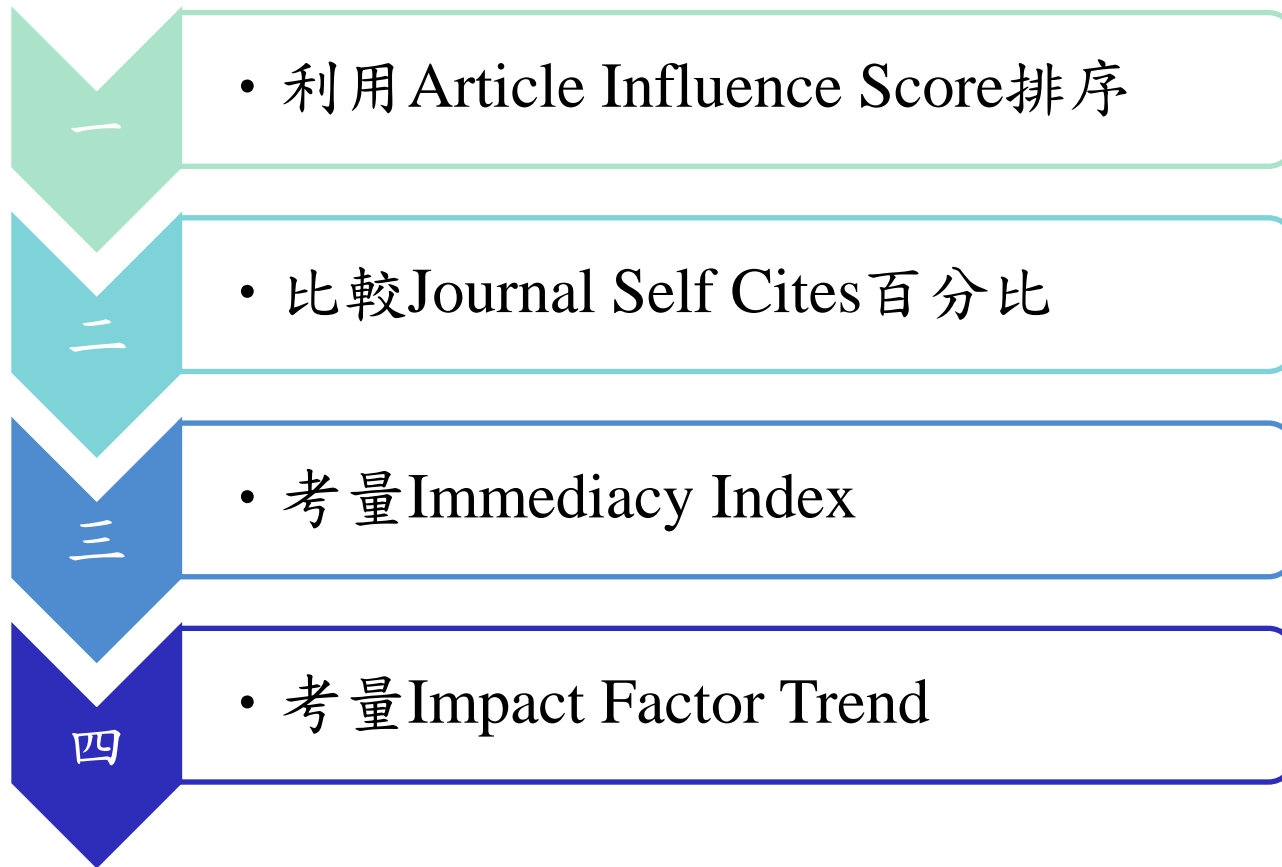 一
• 利用Article Influence Score排序
二
• 比較Journal Self Cites百分比
三
• 考量Immediacy Index
四
• 考量Impact Factor Trend